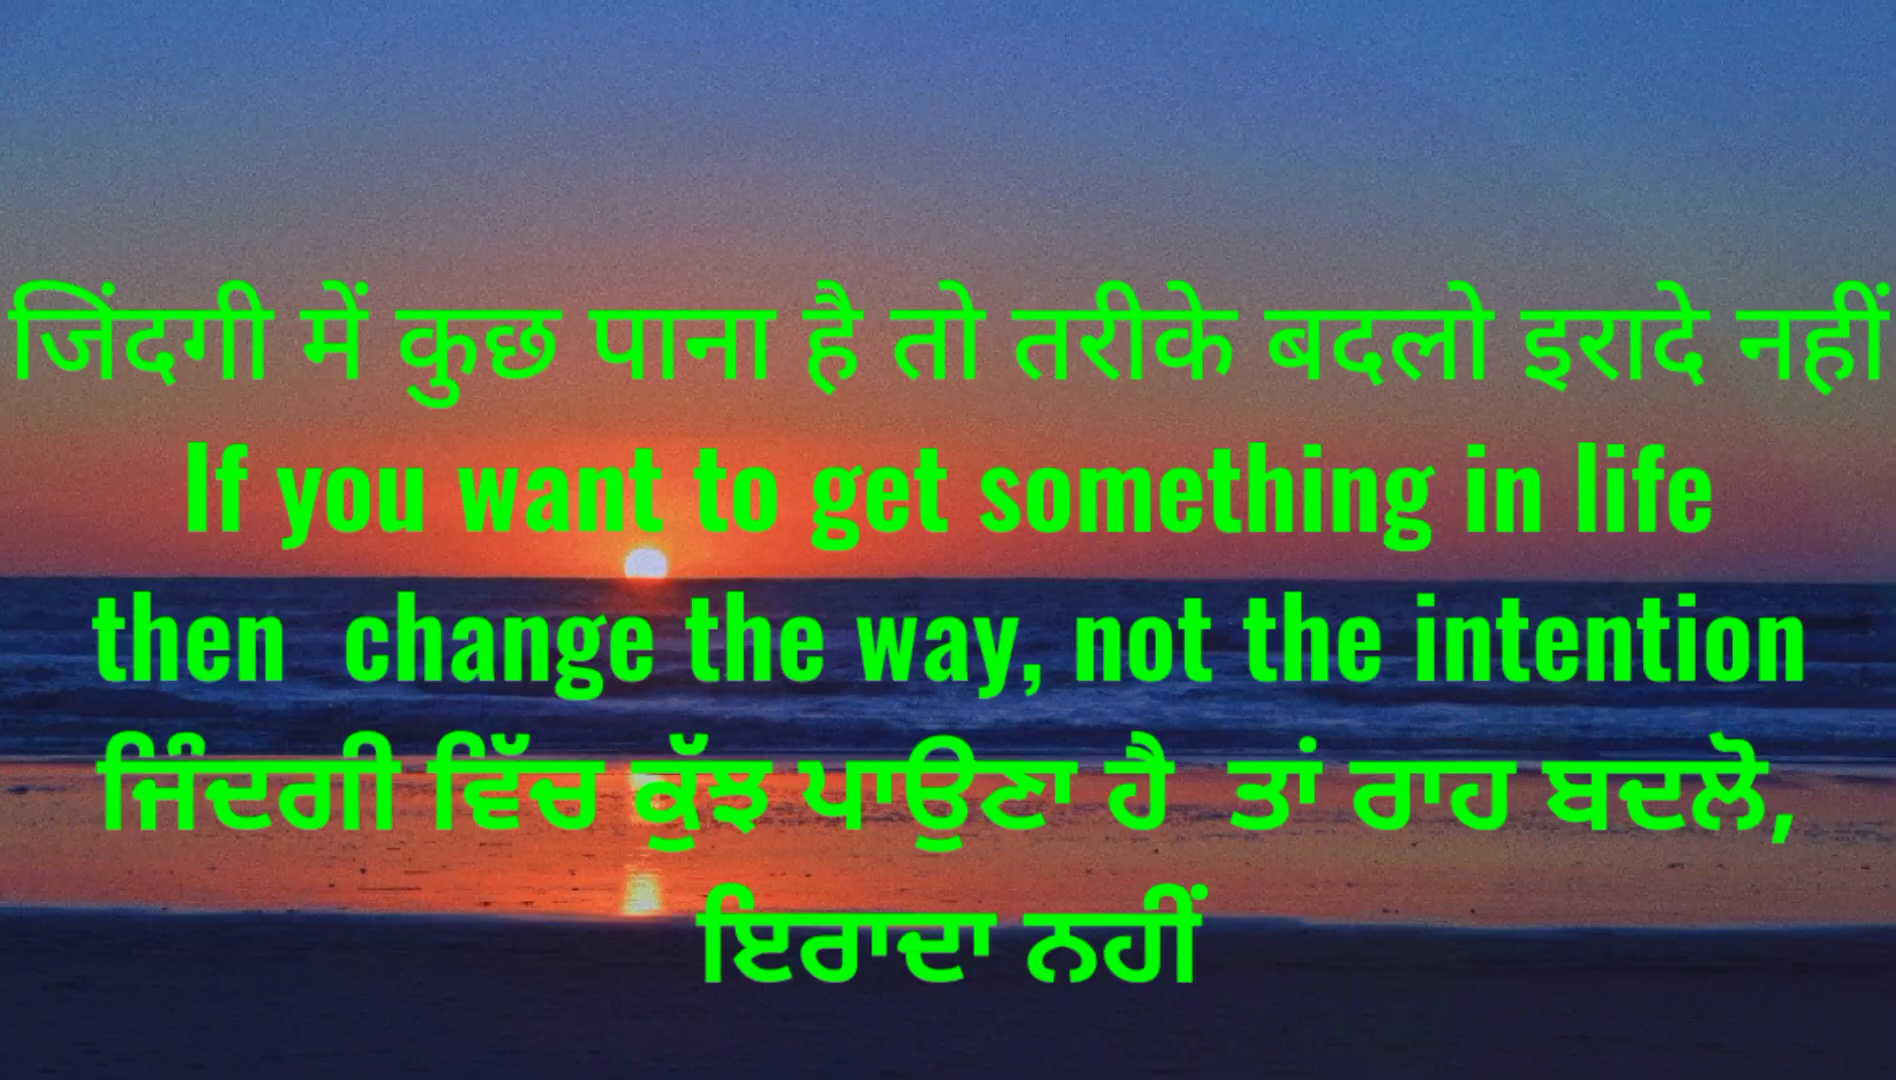 जिंदगी में कुछ पाना है तो तरीके बदलो इरादे नहीं
If you want to get something in life
then  change the way, not the intention
ਜਿੰਦਗੀ ਵਿੱਚ ਕੁੱਝ ਪਾਉਣਾ ਹੈ  ਤਾਂ ਰਾਹ ਬਦਲੋ,
ਇਰਾਦਾ ਨਹੀਂ